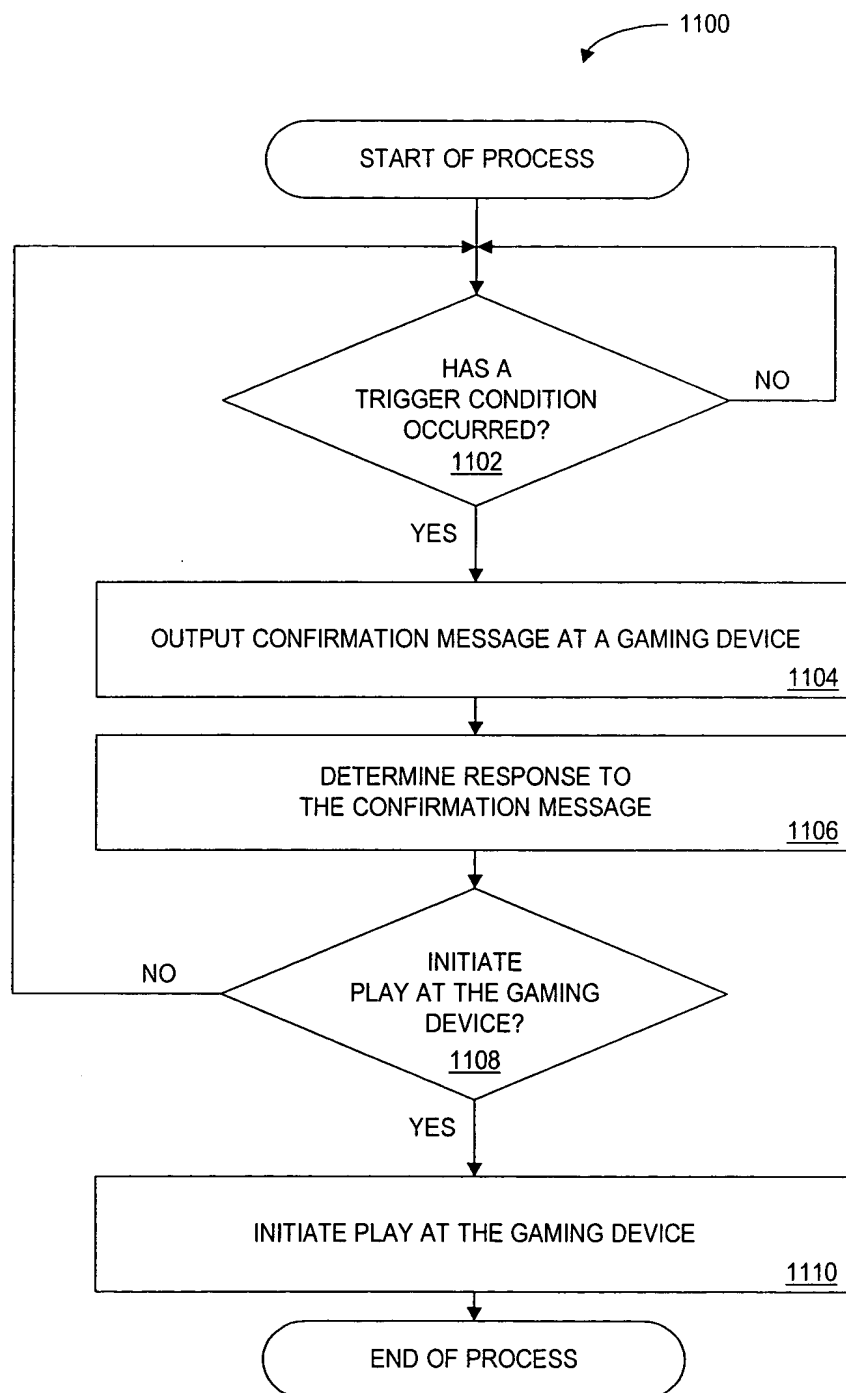 1100
START OF PROCESS
HAS A
TRIGGER CONDITION
OCCURRED?
1102
NO
YES
OUTPUT CONFIRMATION MESSAGE AT A GAMING DEVICE
1104
DETERMINE RESPONSE TO
THE CONFIRMATION MESSAGE
1106
NO
INITIATE
PLAY AT THE GAMING
DEVICE?
1108
YES
INITIATE PLAY AT THE GAMING DEVICE
1110
END OF PROCESS